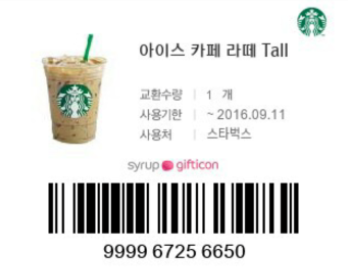 아이스 카페 라떼 Tall
교환수량 | 1 개
사용기한 | ~ 2016.09.11
사용처 | 스타벅스
syrup gifticon
9999 6725 6650